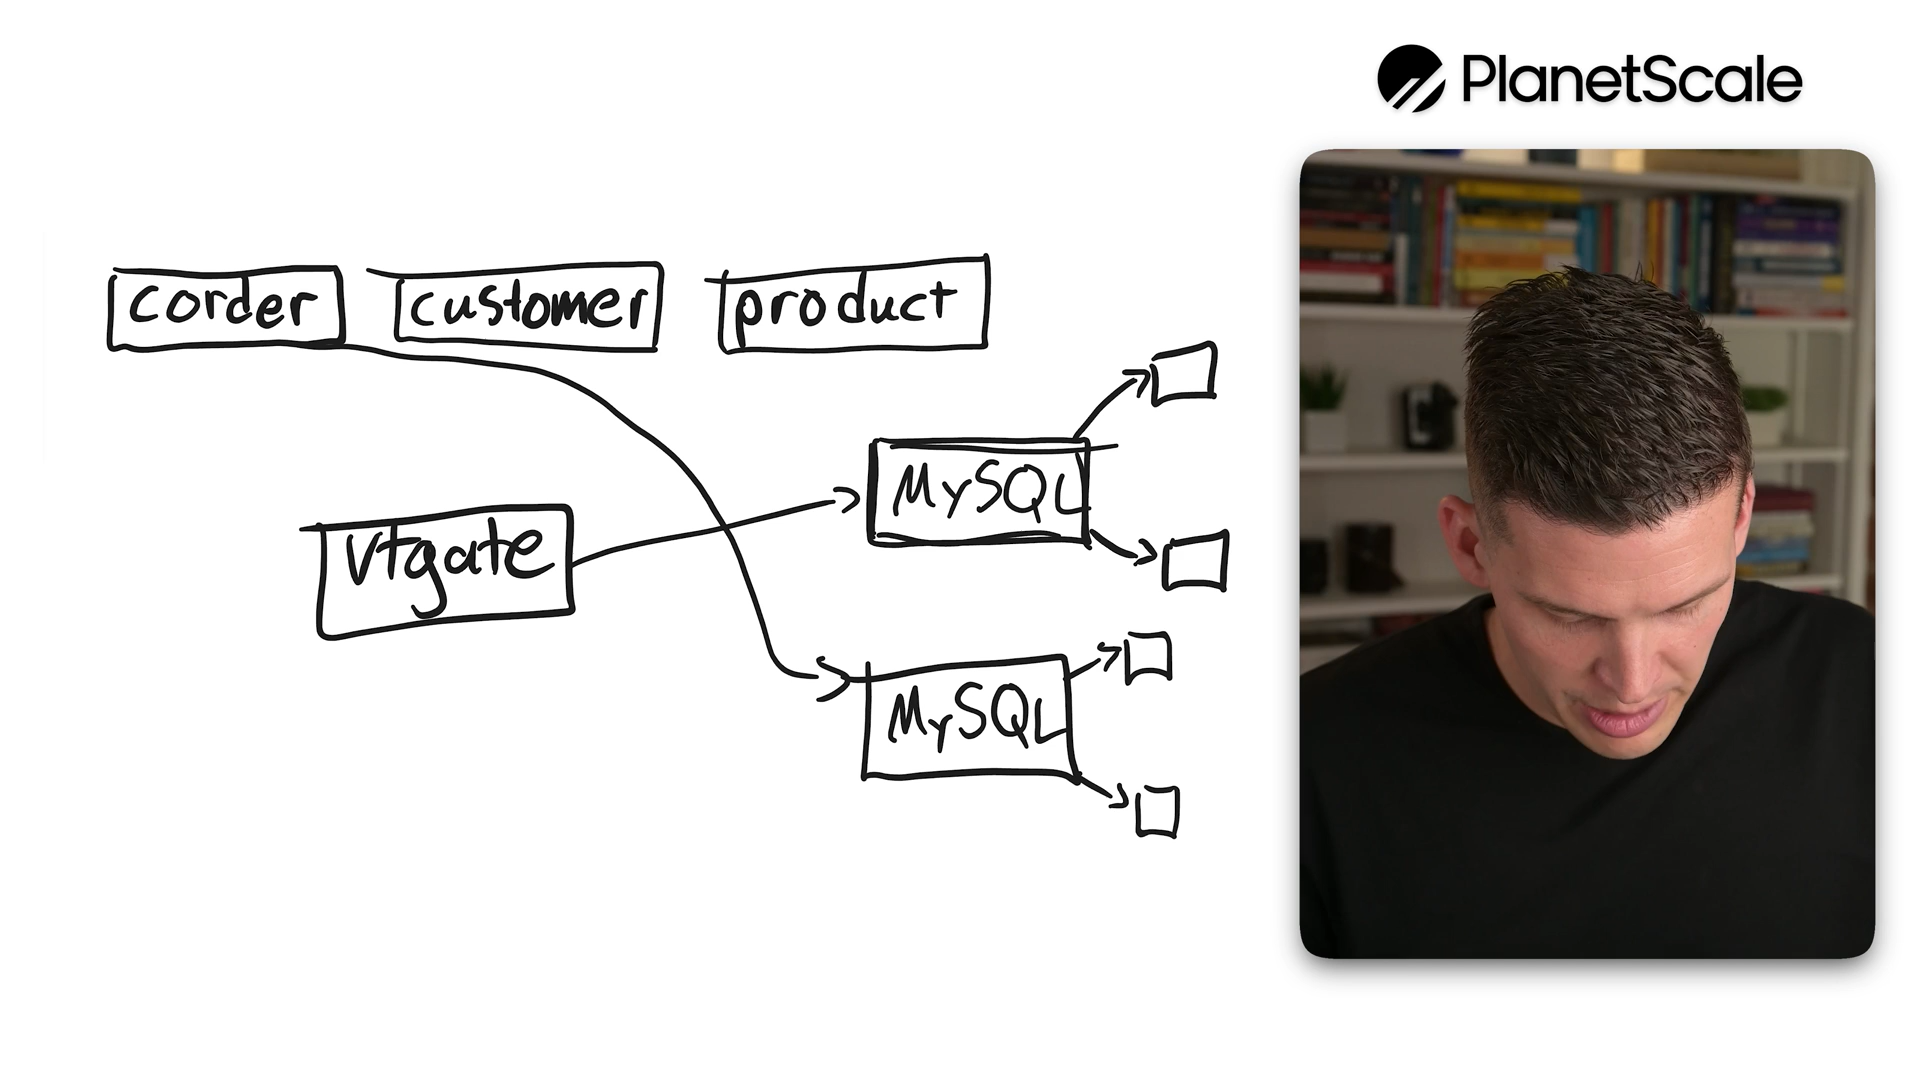 PlanetScale
corder customer product
MySQL
vtgate
MySQL